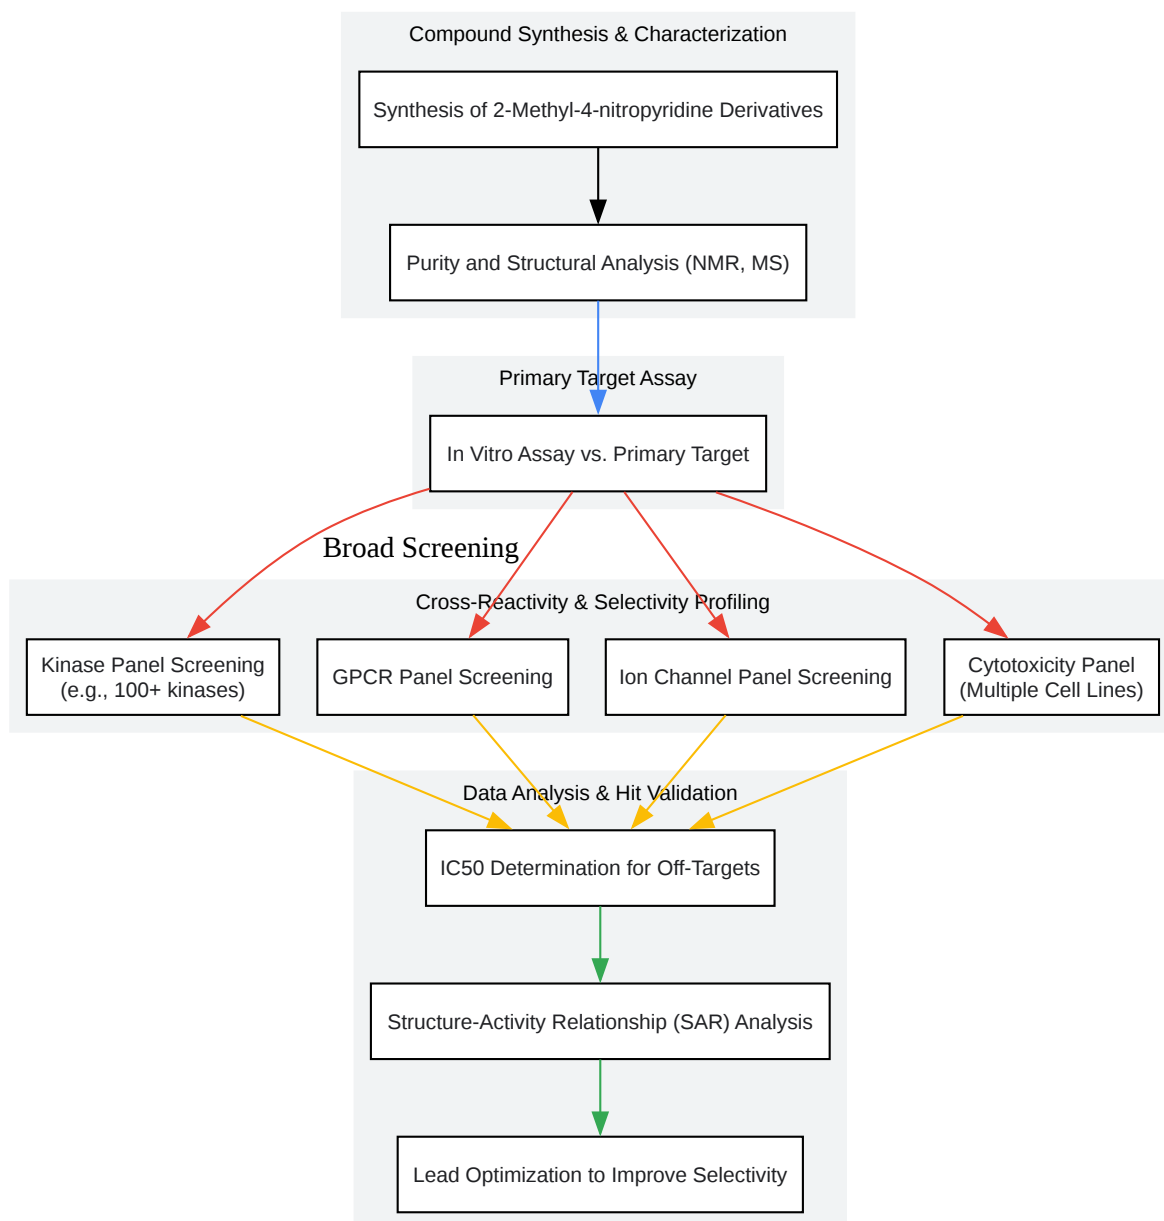 Compound Synthesis & Characterization
Synthesis of 2-Methyl-4-nitropyridine Derivatives
Purity and Structural Analysis (NMR, MS)
Primary Target Assay
In Vitro Assay vs. Primary Target
Broad Screening
Cross-Reactivity & Selectivity Profiling
Kinase Panel Screening
(e.g., 100+ kinases)
GPCR Panel Screening
Ion Channel Panel Screening
Cytotoxicity Panel
(Multiple Cell Lines)
Data Analysis & Hit Validation
IC50 Determination for Off-Targets
Structure-Activity Relationship (SAR) Analysis
Lead Optimization to Improve Selectivity